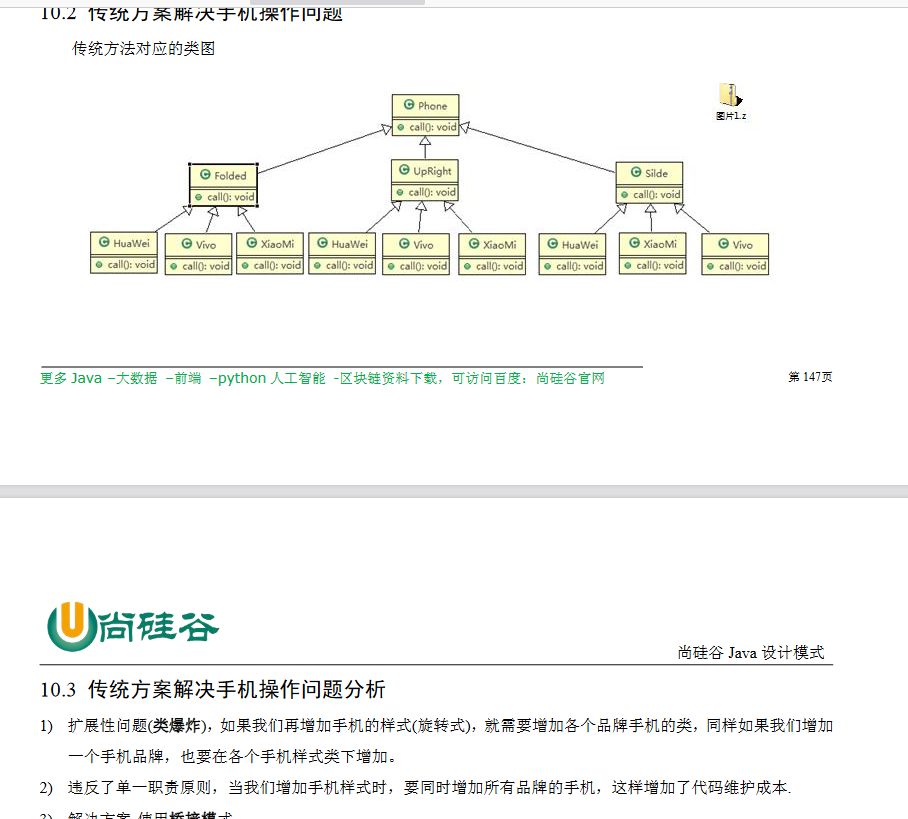 10.2 传统方案解决手机操作问题
传统方法对应的类图
图片1.z
Phone
call(): void
Folded
call(): void
UpRight
call(): void
Silde
call(): void
HuaWei
call(): void
Vivo
call(): void
XiaoMi
call(): void
HuaWei
call(): void
Vivo
call(): void
XiaoMi
call(): void
HuaWei
call(): void
XiaoMi
call(): void
Vivo
call(): void
更多 Java –大数据 –前端 –python 人工智能 -区块链资料下载，可访问百度：尚硅谷官网
第 147页
尚硅谷
尚硅谷 Java 设计模式
10.3 传统方案解决手机操作问题分析
1) 扩展性问题(类爆炸)，如果我们再增加手机的样式(旋转式)，就需要增加各个品牌手机的类，同样如果我们增加
一个手机品牌，也要在各个手机样式类下增加。
2) 违反了单一职责原则，当我们增加手机样式时，要同时增加所有品牌的手机，这样增加了代码维护成本.
3) 解决方案-使用桥接模式